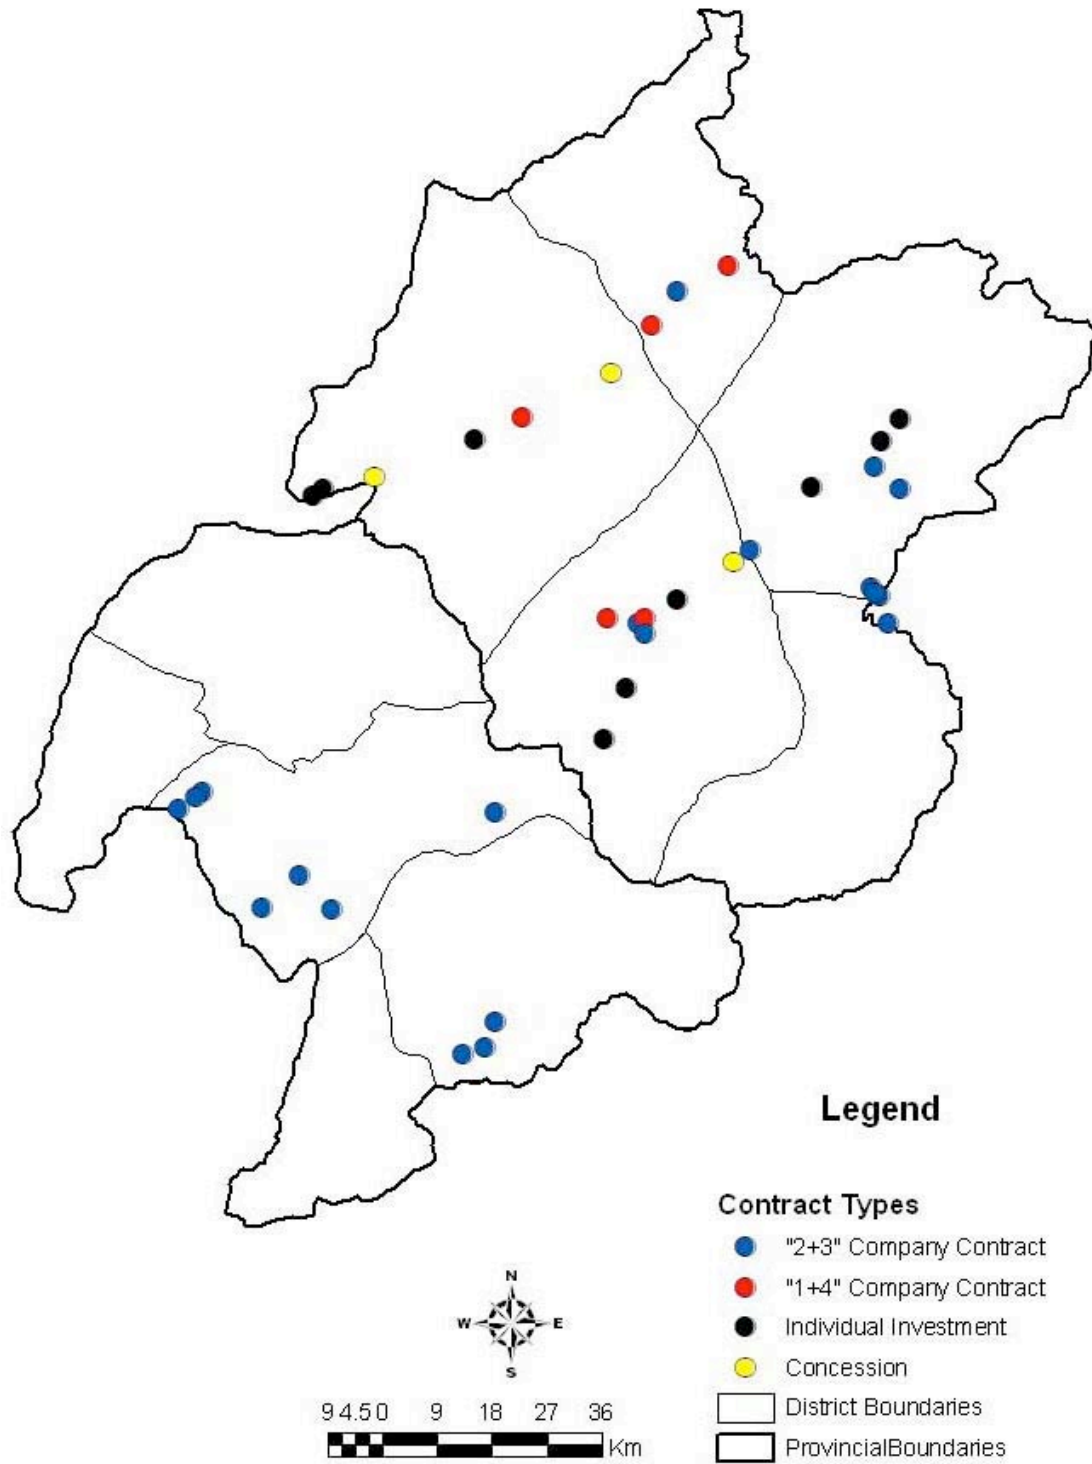 Legend
Contract Types
"2+3" Company Contract
"1+4" Company Contract
Individual Investment
Concession
District Boundaries
ProvincialBoundaries
N
W E
S
9 4.5 0 9 18 27 36
Km